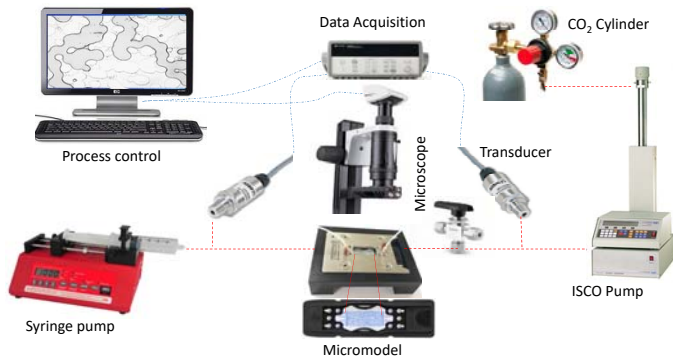 Data Acquisition
CO₂ Cylinder
Process control
Microscope
Transducer
Syringe pump
Micromodel
ISCO Pump